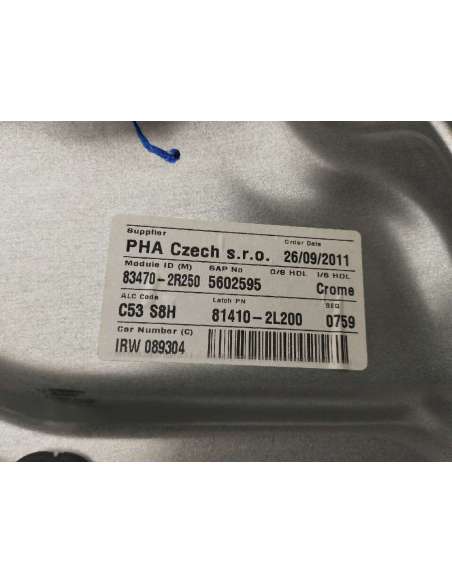 Supplier Order Date
PHA Czech s.r.o. 26/09/2011
Module ID (M) SAP No O/S HDL I/S HDL
83470-2R250 5602595 Crome
ALC Code Latch PN SEQ
C53 S8H 81410-2L200 0759
Car Number (C)
IRW 089304